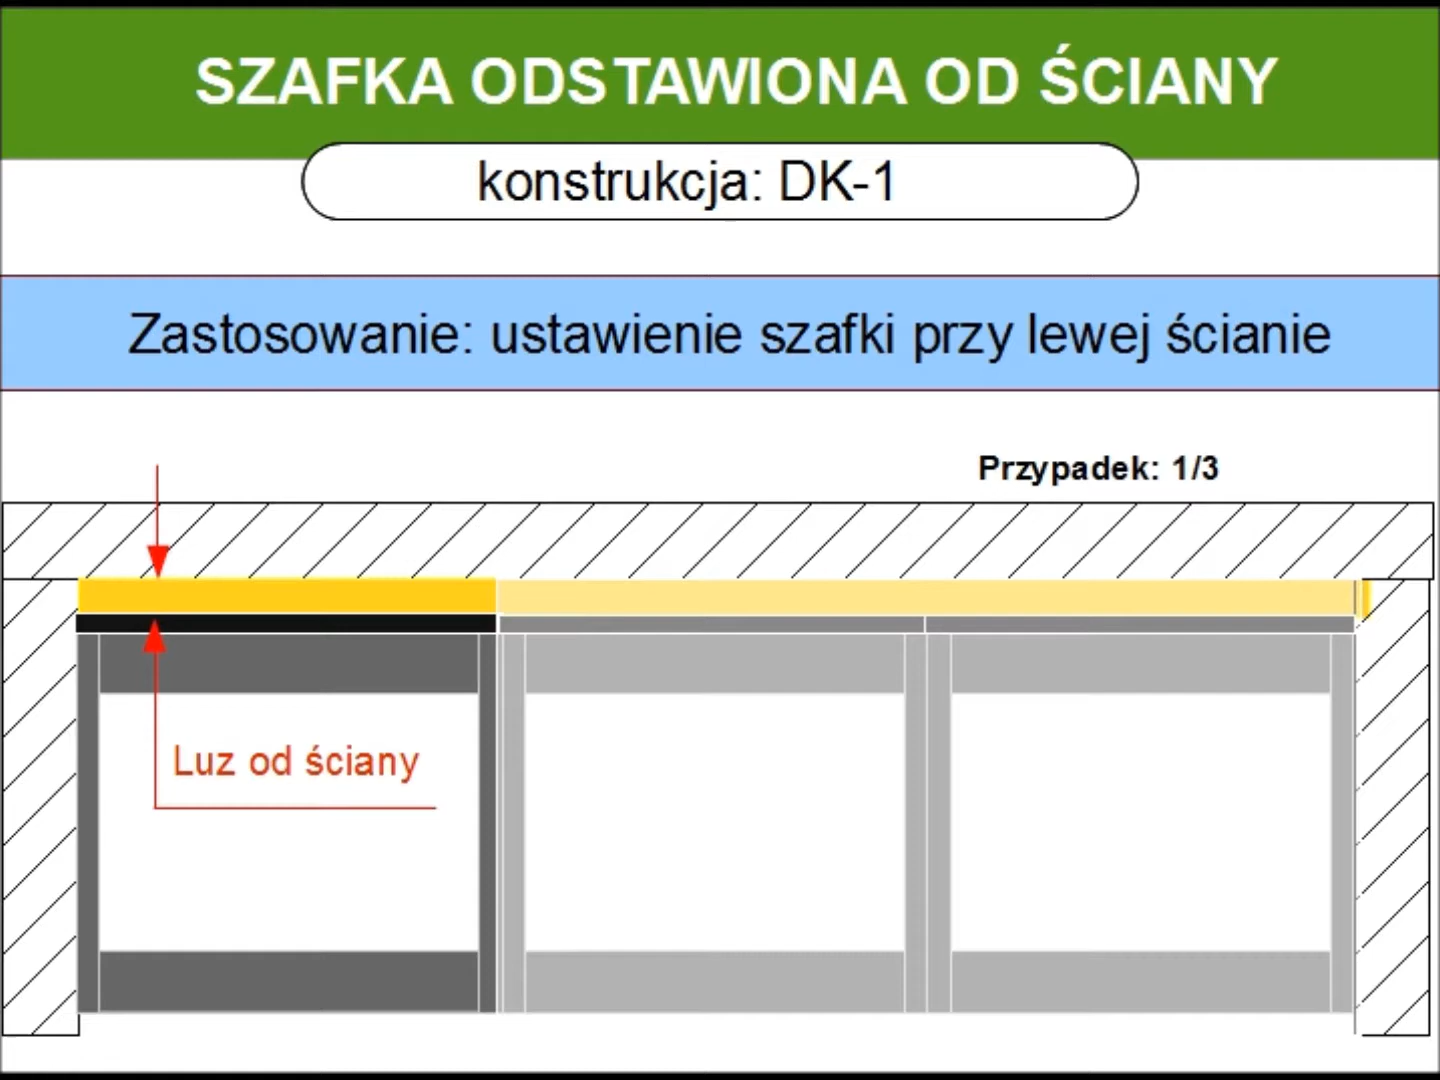 SZAFKA ODSTAWIONA OD ŚCIANY
konstrukcja: DK-1
Zastosowanie: ustawienie szafki przy lewej ścianie
Przypadek: 1/3
Luz od ściany